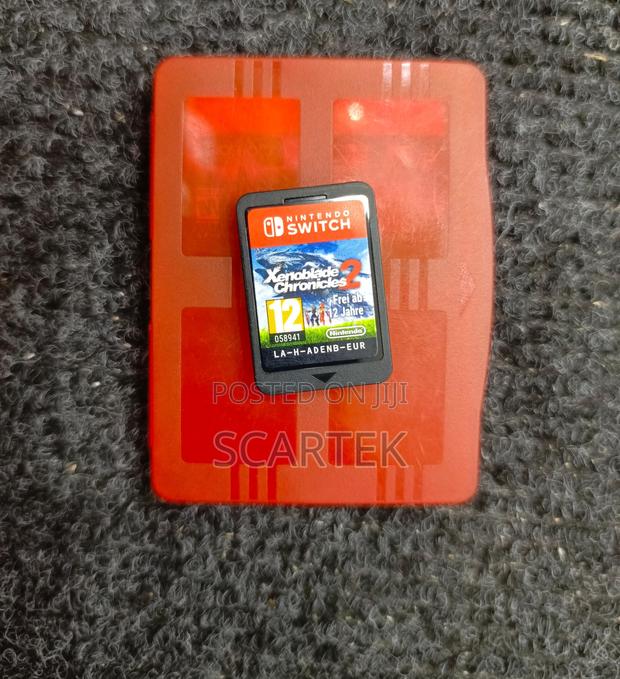 NINTENDO
SWITCH
Xenoblade
Chronicles 2
12
058941
Frei ab
12 Jahre
Nintendo
LA-H-ADENB-EUR
POSTED ON JIJI
SCARTEK